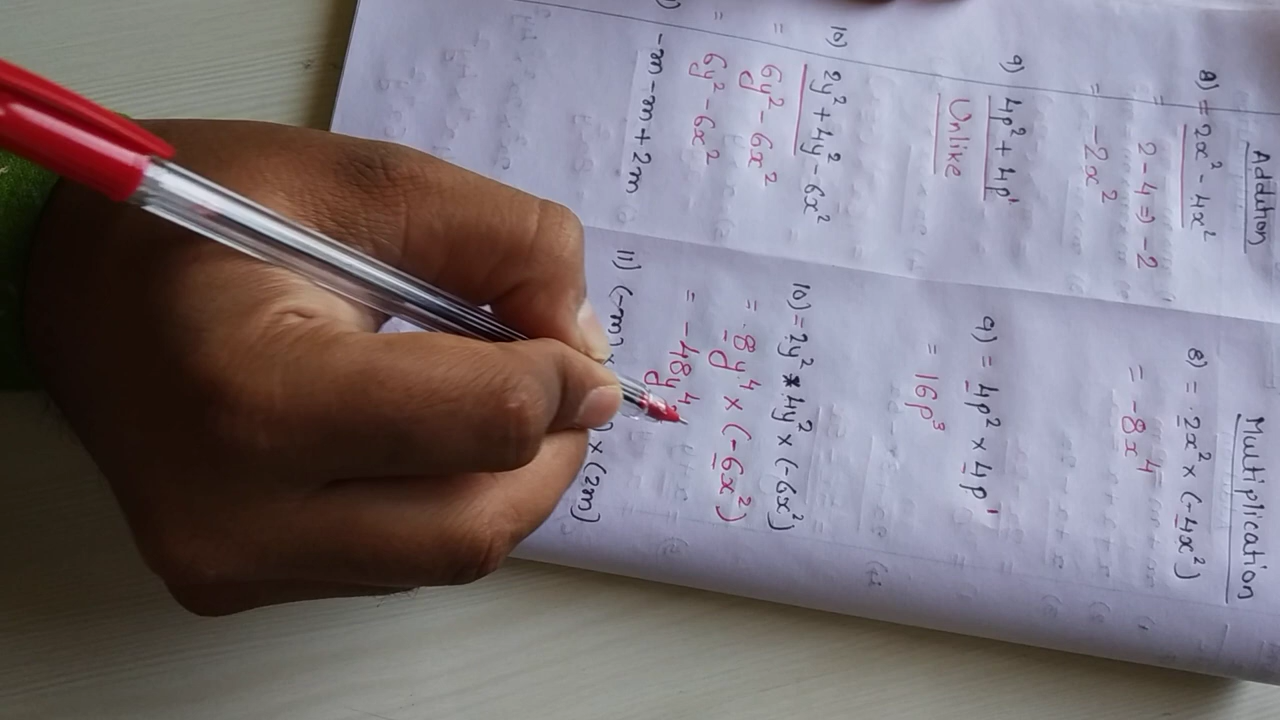 Addition
8) = 2x² - 4x²
= 2 - 4 ⇒ -2
= -2x²
9) 4p² + 4p¹
Unlike
10) 2y² + 4y² - 6x²
= 6y² - 6x²
= 6y² - 6x²
-m - m + 2m
Multiplication
8) = 2x² × (-4x²)
= -8x⁴
9) = 4p² × 4p¹
= 16p³
10) = 2y² * 4y² × (-6x²)
= 8y⁴ × (-6x²)
= -48y⁴
11) (-m) × (2m)